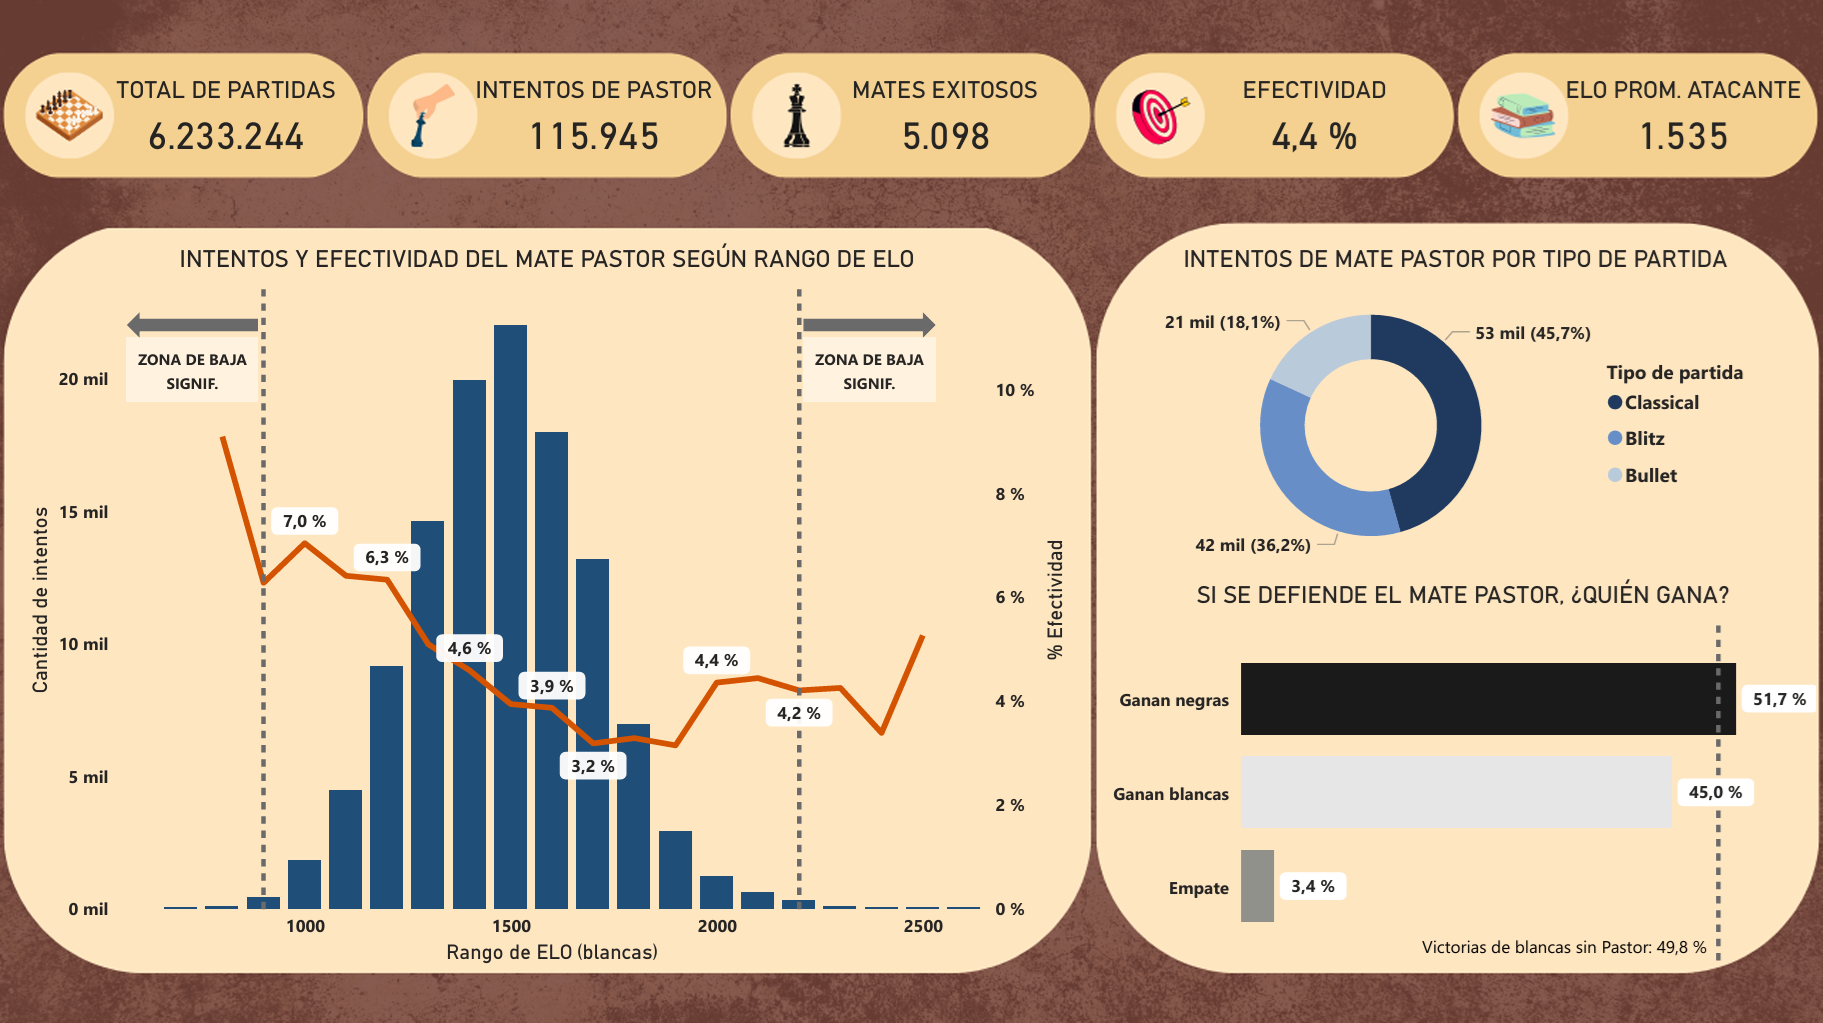 TOTAL DE PARTIDAS
6.233.244
INTENTOS DE PASTOR
115.945
MATES EXITOSOS
5.098
EFECTIVIDAD
4,4 %
ELO PROM. ATACANTE
1.535
INTENTOS Y EFECTIVIDAD DEL MATE PASTOR SEGÚN RANGO DE ELO
ZONA DE BAJA
SIGNIF.
ZONA DE BAJA
SIGNIF.
Cantidad de intentos
20 mil
15 mil
10 mil
5 mil
0 mil
7,0 %
6,3 %
4,6 %
3,9 %
3,2 %
4,4 %
4,2 %
10 %
8 %
6 %
4 %
2 %
0 %
% Efectividad
1000
1500
2000
2500
Rango de ELO (blancas)
INTENTOS DE MATE PASTOR POR TIPO DE PARTIDA
21 mil (18,1%)
53 mil (45,7%)
42 mil (36,2%)
Tipo de partida
Classical
Blitz
Bullet
SI SE DEFIENDE EL MATE PASTOR, ¿QUIÉN GANA?
Ganan negras
51,7 %
Ganan blancas
45,0 %
Empate
3,4 %
Victorias de blancas sin Pastor: 49,8 %